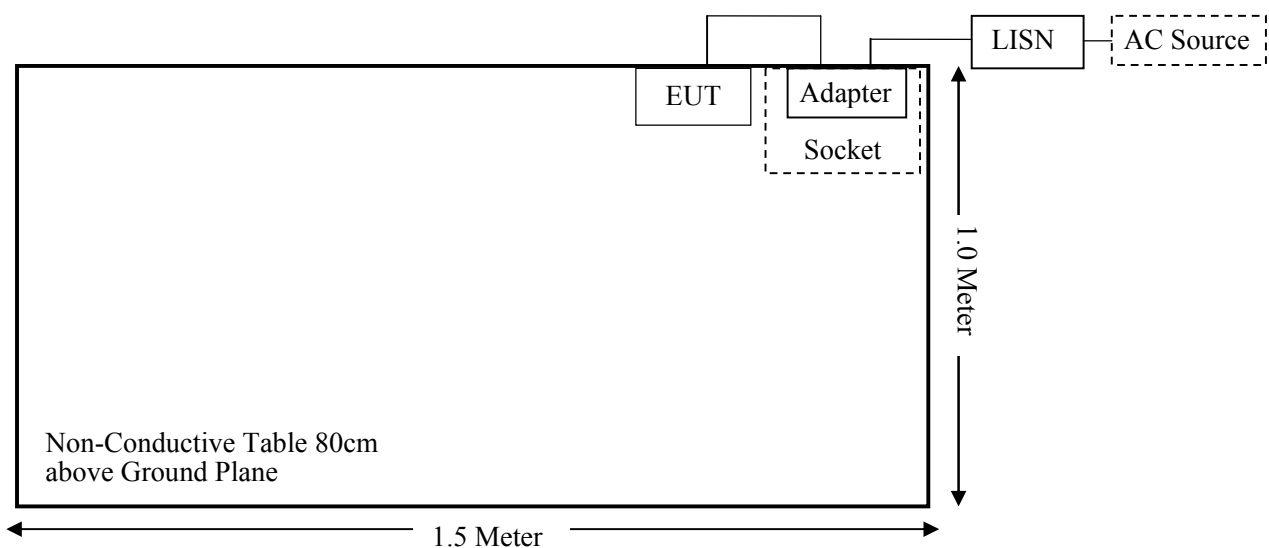 LISN
AC Source
EUT
Adapter
Socket
1.0 Meter
Non-Conductive Table 80cm
above Ground Plane
1.5 Meter